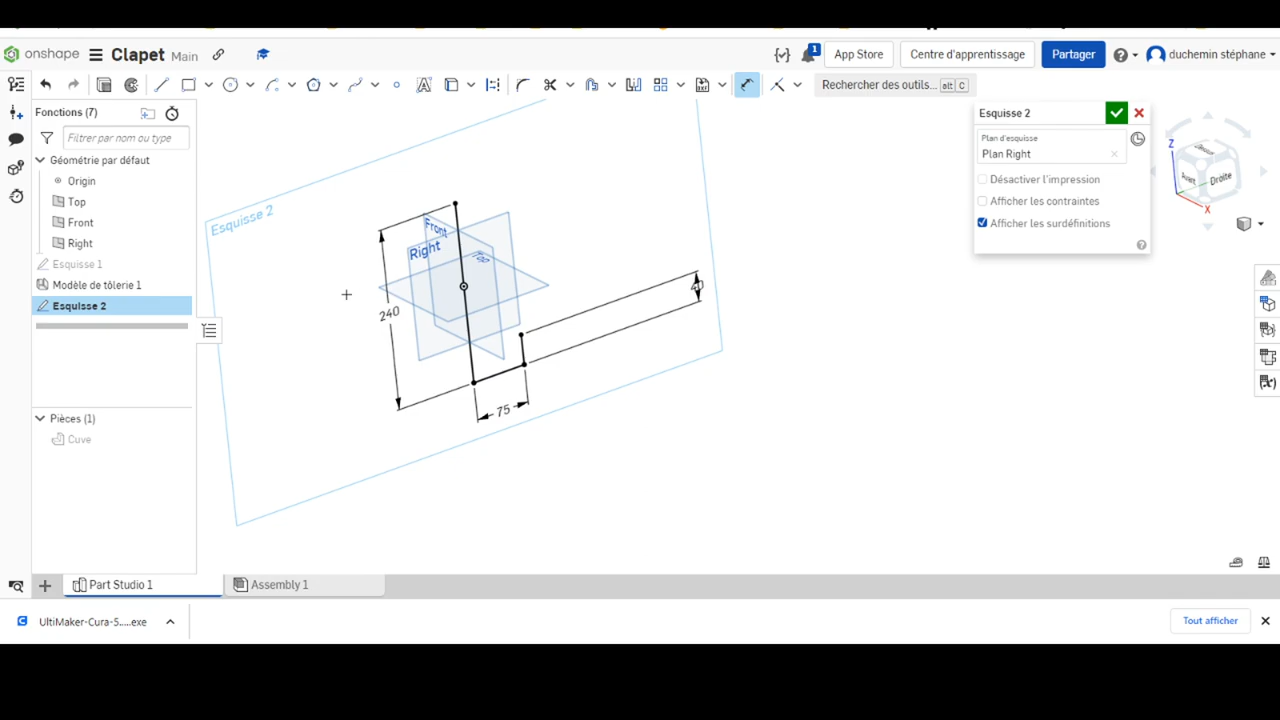 onshape
Clapet Main
1
App Store
Centre d'apprentissage
Partager
duchemin stéphane
Rechercher des outils... alt C
Fonctions (7)
Filtrer par nom ou type
Géométrie par défaut
Origin
Top
Front
Right
Esquisse 1
Modèle de tôlerie 1
Esquisse 2
Pièces (1)
Cuve
Esquisse 2
Front
Right
Top
240
40
75
Esquisse 2
Plan d'esquisse
Plan Right
Désactiver l'impression
Afficher les contraintes
Afficher les surdéfinitions
Z
Avant
Droite
X
Part Studio 1
Assembly 1
UltiMaker-Cura-5.....exe
Tout afficher